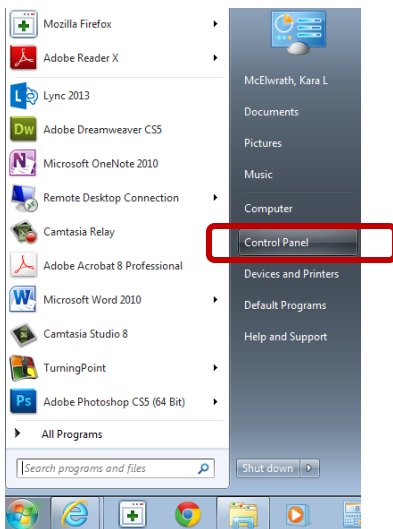 Mozilla Firefox
Adobe Reader X
Lync 2013
Adobe Dreamweaver CS5
Microsoft OneNote 2010
Remote Desktop Connection
Camtasia Relay
Adobe Acrobat 8 Professional
Microsoft Word 2010
Camtasia Studio 8
TurningPoint
Adobe Photoshop CS5 (64 Bit)
All Programs
Search programs and files
McElwrath, Kara L
Documents
Pictures
Music
Computer
Control Panel
Devices and Printers
Default Programs
Help and Support
Shut down